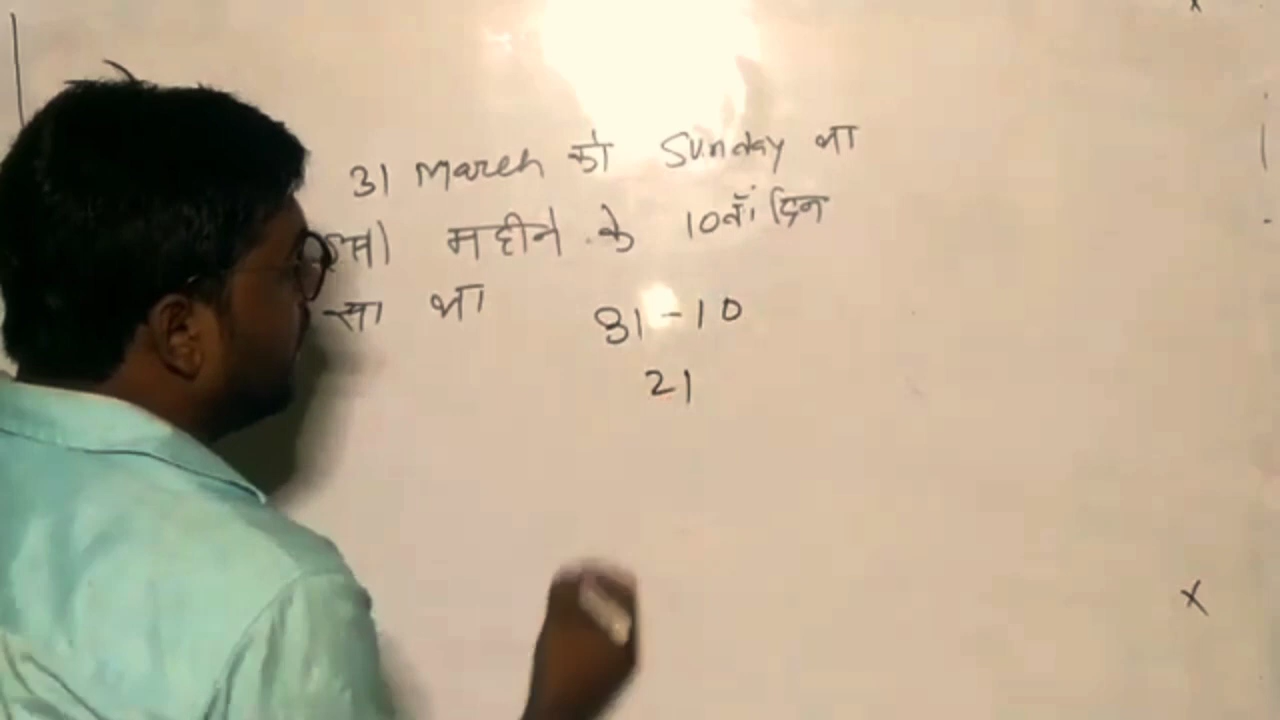 31 March को Sunday था
महीने के 10वां दिन
सा था
31-10
21